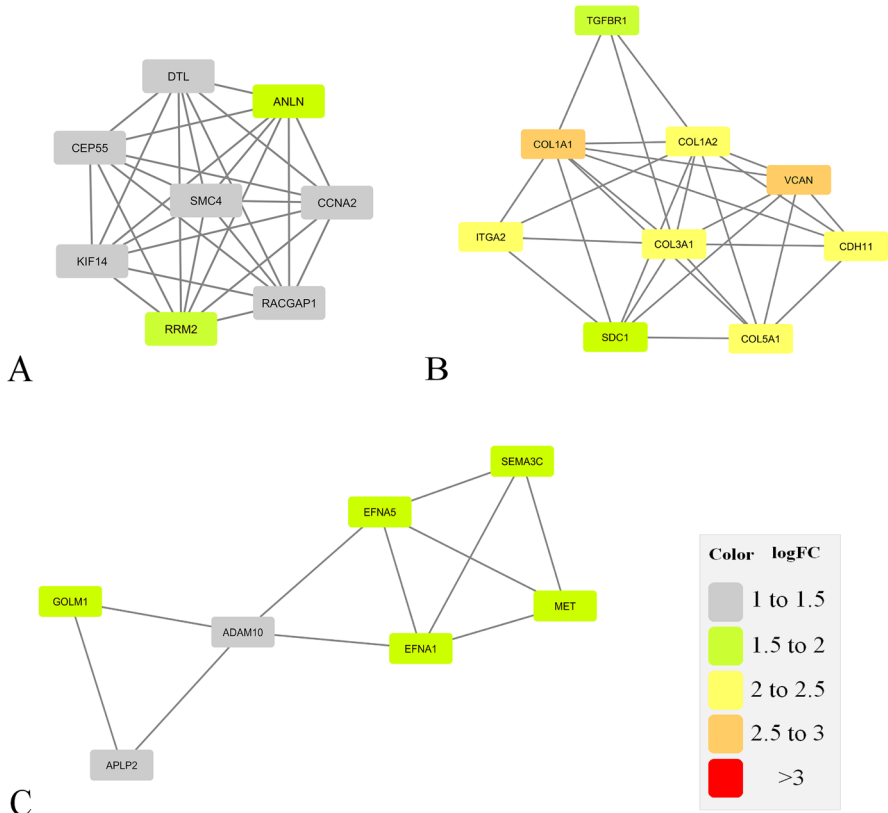 DTL
ANLN
CEP55
SMC4
CCNA2
KIF14
RACGAP1
RRM2
A
TGFBR1
COL1A1
COL1A2
VCAN
ITGA2
COL3A1
CDH11
SDC1
COL5A1
B
SEMA3C
EFNA5
GOLM1
MET
ADAM10
EFNA1
APLP2
C
Color logFC
1 to 1.5
1.5 to 2
2 to 2.5
2.5 to 3
>3